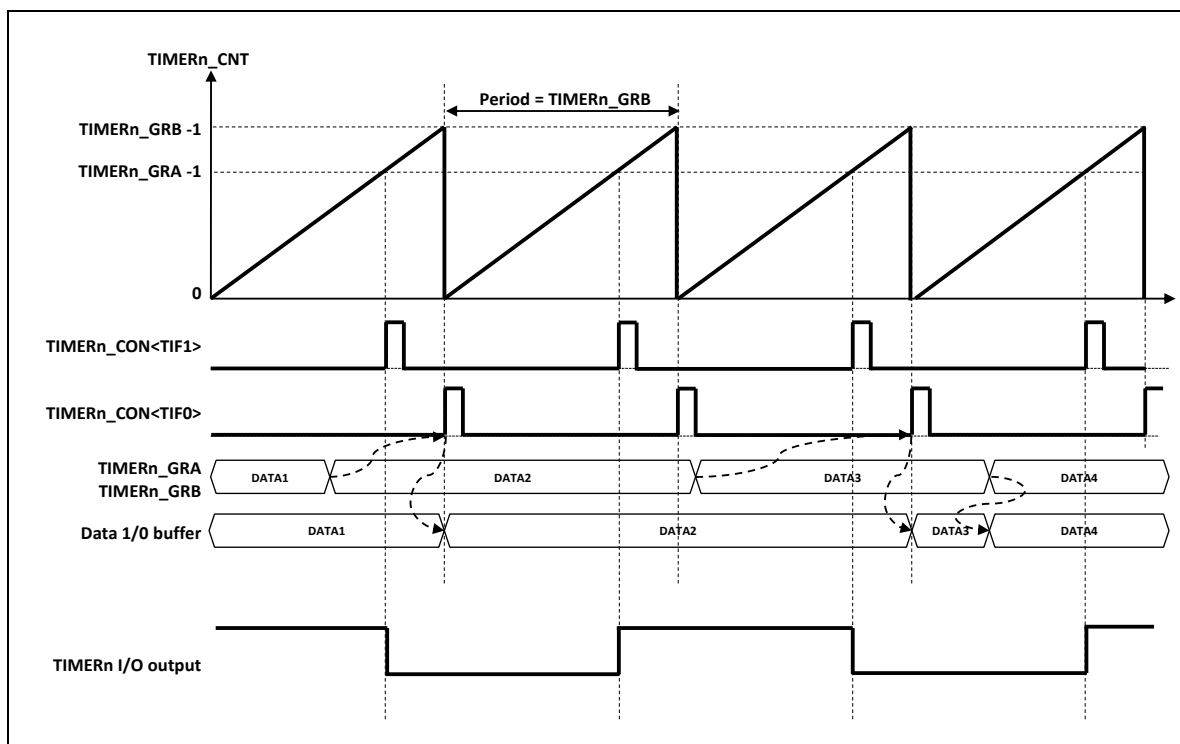 TIMERn_CNT
Period = TIMERn_GRB
TIMERn_GRB -1
TIMERn_GRA -1
0
TIMERn_CON<TIF1>
TIMERn_CON<TIF0>
TIMERn_GRA
TIMERn_GRB
DATA1 DATA2 DATA3 DATA4
Data 1/0 buffer DATA1 DATA2 DATA3 DATA4
TIMERn I/O output